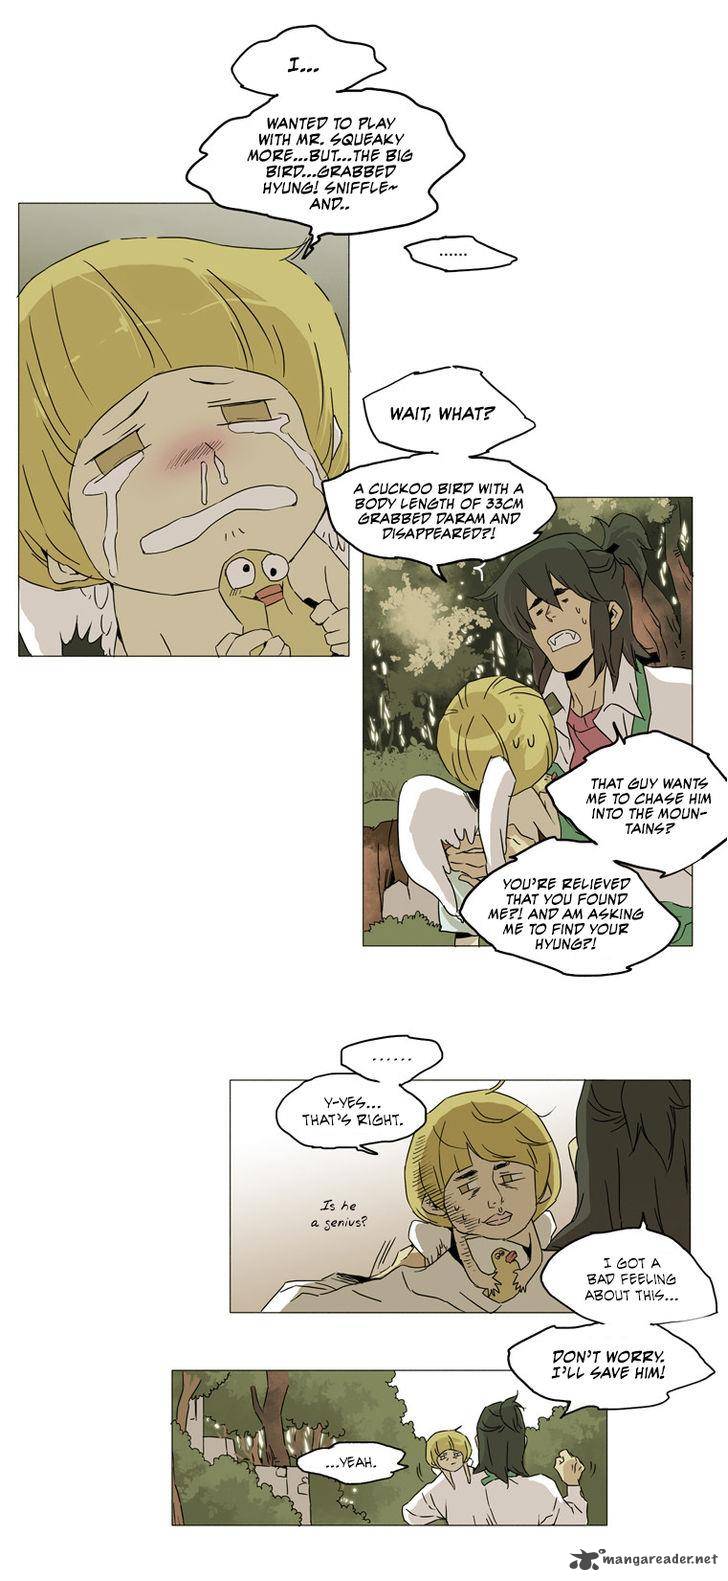 I...
WANTED TO PLAY
WITH MR. SQUEAKY
MORE...BUT...THE BIG
BIRD...GRABBED
HYUNG! SNIFFLE~
AND..
......
WAIT, WHAT?
A CUCKOO BIRD WITH A
BODY LENGTH OF 33CM
GRABBED DARAM AND
DISAPPEARED?!
THAT GUY WANTS
ME TO CHASE HIM
INTO THE MOUN-
TAINS?
YOU'RE RELIEVED
THAT YOU FOUND
ME?! AND AM ASKING
ME TO FIND YOUR
HYUNG?!
......
Y-YES...
THAT'S RIGHT.
Is he
a genius?
I GOT A
BAD FEELING
ABOUT THIS...
DON'T WORRY.
I'LL SAVE HIM!
...YEAH.
mangareader.net